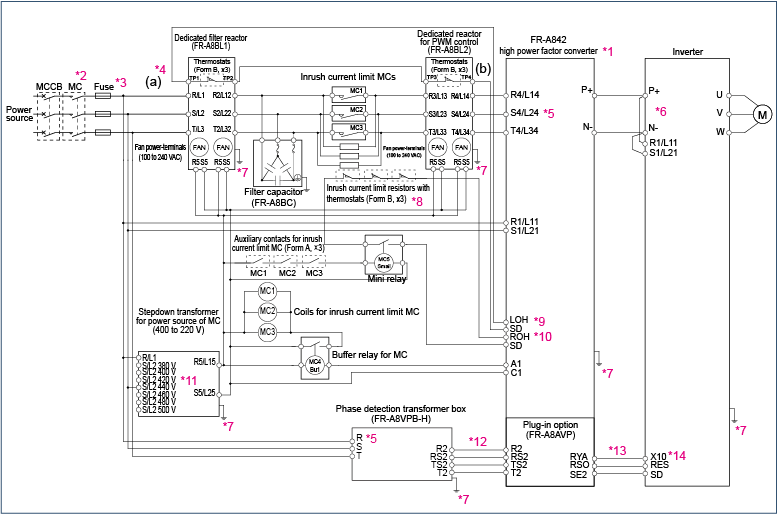 Dedicated filter reactor
(FR-A8BL1)
Dedicated reactor
for PWM control
(FR-A8BL2)
FR-A842
high power factor converter *1
Inverter
*4
Thermostats
(Form B, x3)
TP1 TP2
Thermostats
(Form B, x3)
TP3 TP4
(a)
(b)
*2
*3
MCCB MC Fuse
Inrush current limit MCs
MC1
MC2
MC3
Power
source
R/L1 R2/L12
S/L2 S2/L22
T/L3 T2/L32
R3/L13 R4/L14
S3/L23 S4/L24
T3/L33 T4/L34
R4/L14
S4/L24 *5
T4/L34
P+
N-
P+
*6
N-
R1/L11
S1/L21
U
V
W
M
Fan power-terminals
(100 to 240 VAC)
FAN FAN
R5S5 R5S5
*7
Fan power-terminals
(100 to 240 VAC)
FAN FAN
R5S5 R5S5
*7
Filter capacitor
(FR-A8BC)
Inrush current limit resistors with
thermostats (Form B, x3) *8
R1/L11
S1/L21
Auxiliary contacts for inrush
current limit MC (Form A, ×3)
MC1 MC2 MC3
MC5
Small
Mini relay
MC1
MC2
MC3
Coils for inrush current limit MC
Stepdown transformer
for power source of MC
(400 to 220 V)
LOH *9
SD
ROH *10
SD
Buffer relay for MC
MC4
Buf
A1
C1
*7
R/L1
S/L2 380 V
S/L2 400 V
S/L2 420 V
S/L2 440 V
S/L2 460 V
S/L2 480 V
S/L2 500 V
*11
R5/L15
S5/L25
*7
Phase detection transformer box
(FR-A8VPB-H)
R *5
S
T
R2
RS2
TS2
T2
*12
*7
Plug-in option
(FR-A8AVP)
R2
RS2
TS2
T2
RYA
RSO
SE2
*13
X10 *14
RES
SD
*7